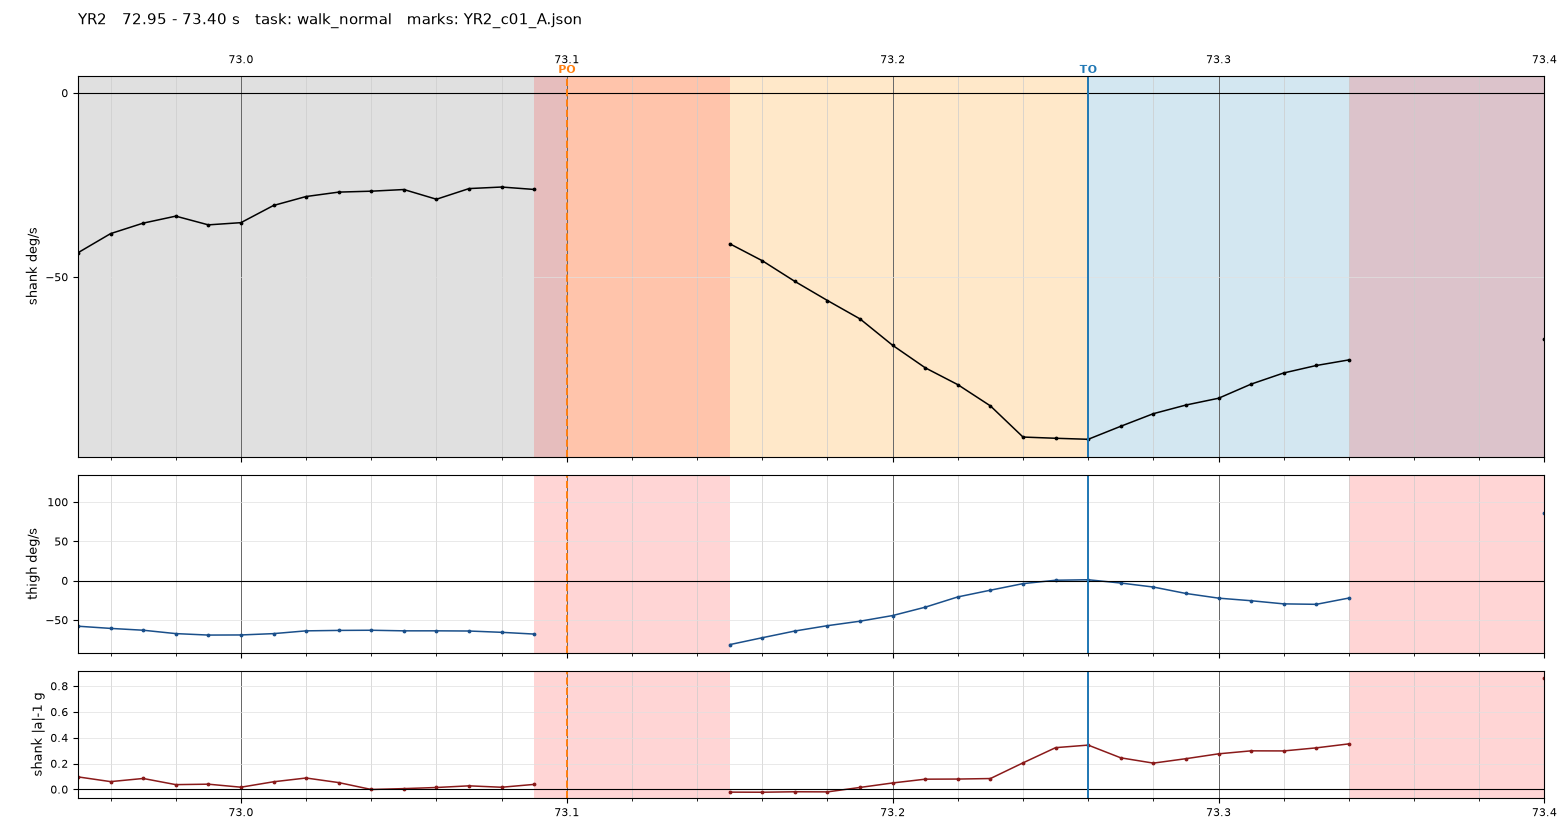 YR2   72.95 - 73.40 s   task: walk_normal   marks: YR2_c01_A.json
73.0 73.1 73.2 73.3 73.4
PO TO
0
−50
shank deg/s
100
50
0
−50
thigh deg/s
0.8
0.6
0.4
0.2
0.0
shank |a|-1 g
73.0 73.1 73.2 73.3 73.4